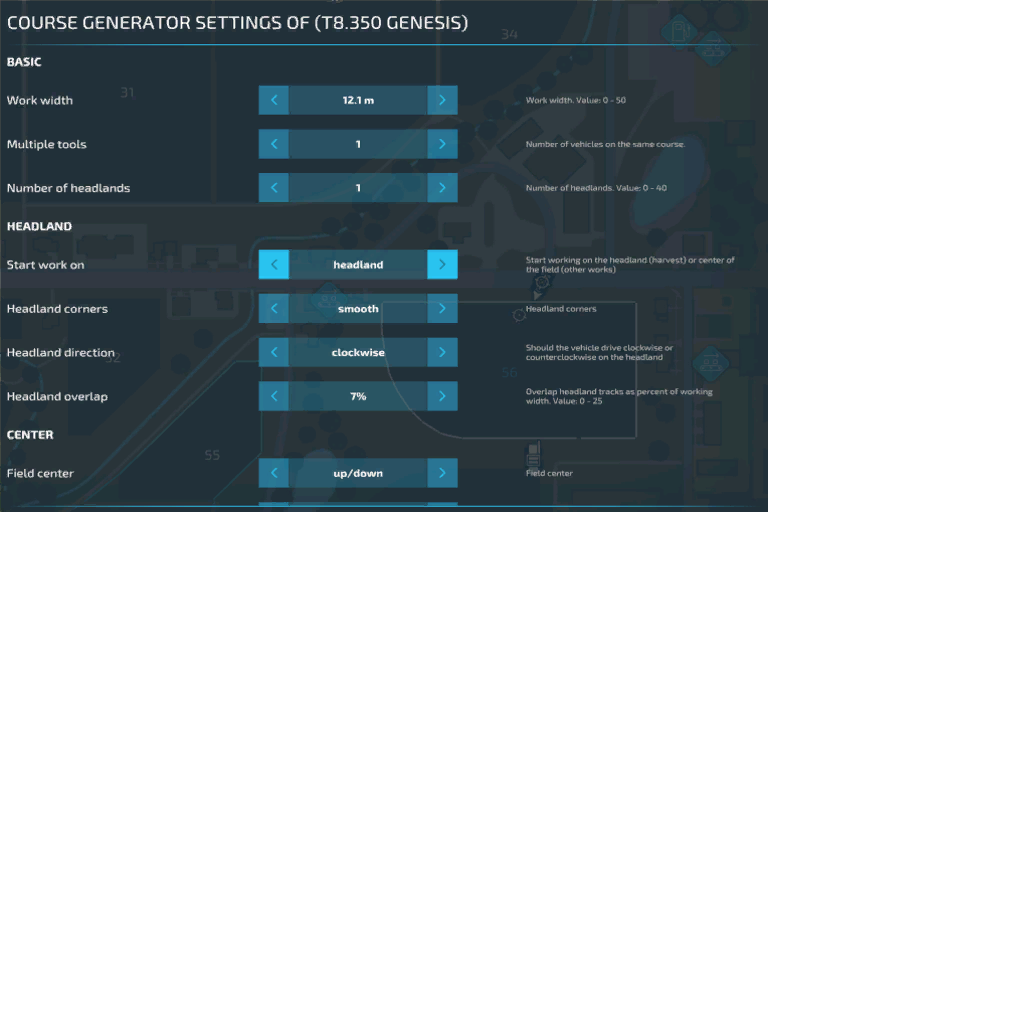 COURSE GENERATOR SETTINGS OF (T8.350 GENESIS)
34
BASIC
31
Work width
12.1 m
Work width. Value: 0 - 50
Multiple tools
1
Number of vehicles on the same course.
Number of headlands
1
Number of headlands. Value: 0 - 40
HEADLAND
Start work on
headland
Start working on the headland (harvest) or center of
the field (other works)
Headland corners
smooth
Headland corners
Headland direction
clockwise
Should the vehicle drive clockwise or
counterclockwise on the headland
52
56
Headland overlap
7%
Overlap headland tracks as percent of working
width. Value: 0 - 25
CENTER
55
Field center
up/down
Field center